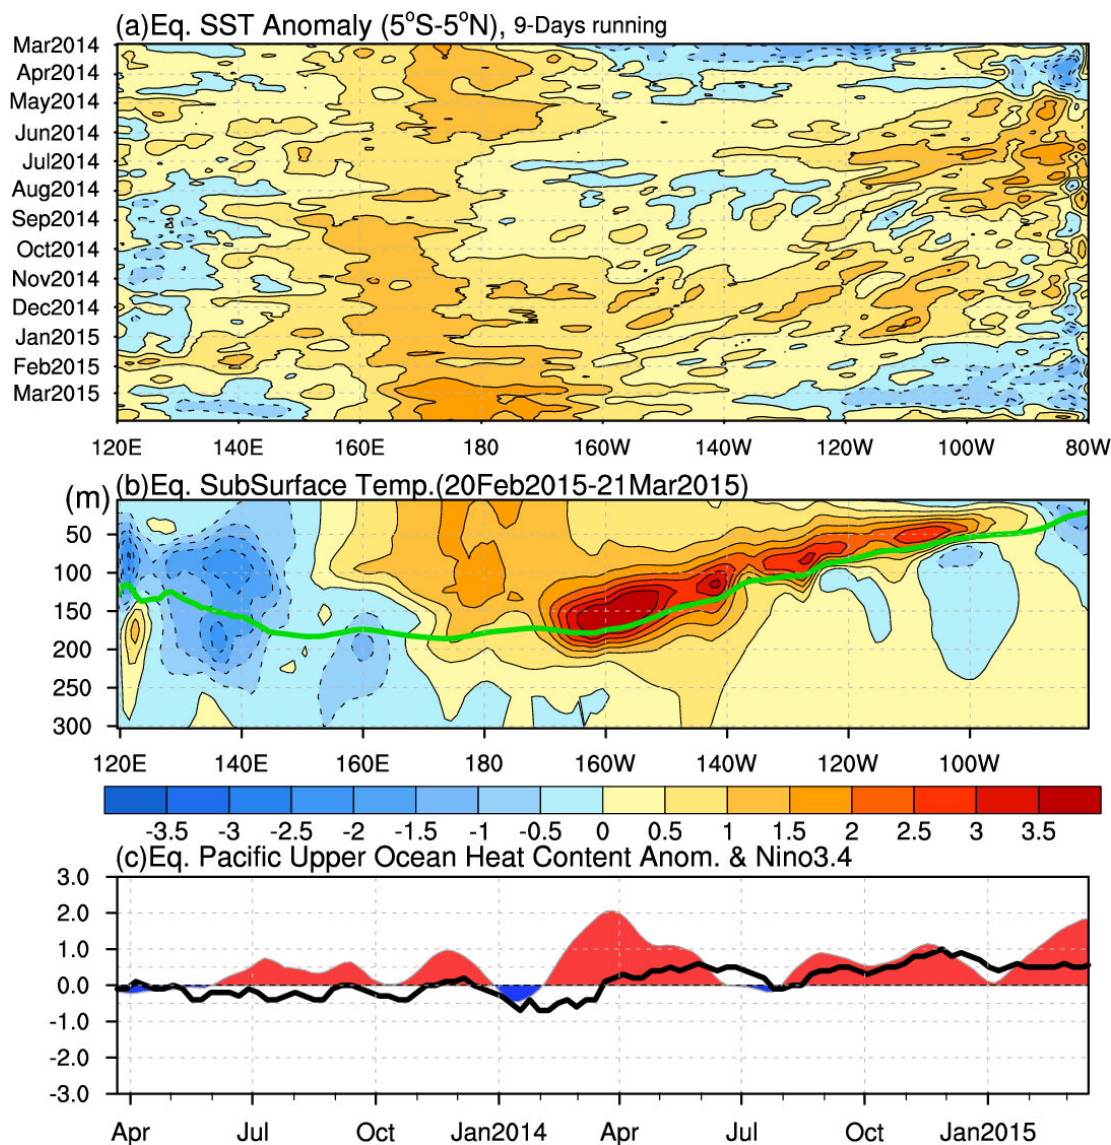 (a)Eq. SST Anomaly (5°S-5°N), 9-Days running
Mar2014
Apr2014
May2014
Jun2014
Jul2014
Aug2014
Sep2014
Oct2014
Nov2014
Dec2014
Jan2015
Feb2015
Mar2015
120E 140E 160E 180 160W 140W 120W 100W 80W
(m) (b)Eq. SubSurface Temp.(20Feb2015-21Mar2015)
50
100
150
200
250
300
120E 140E 160E 180 160W 140W 120W 100W
-3.5 -3 -2.5 -2 -1.5 -1 -0.5 0 0.5 1 1.5 2 2.5 3 3.5
(c)Eq. Pacific Upper Ocean Heat Content Anom. & Nino3.4
3.0
2.0
1.0
0.0
-1.0
-2.0
-3.0
Apr Jul Oct Jan2014 Apr Jul Oct Jan2015